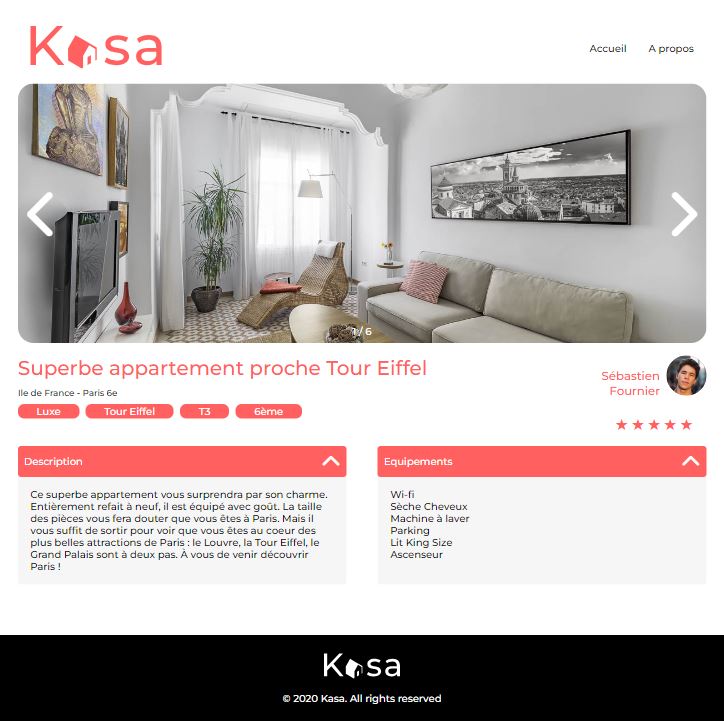 Kasa
Accueil
A propos
1 / 6
Superbe appartement proche Tour Eiffel
Ile de France - Paris 6e
Luxe
Tour Eiffel
T3
6ème
Sébastien
Fournier
Description
Ce superbe appartement vous surprendra par son charme.
Entièrement refait à neuf, il est équipé avec goût. La taille
des pièces vous fera douter que vous êtes à Paris. Mais il
vous suffit de sortir pour voir que vous êtes au coeur des
plus belles attractions de Paris : le Louvre, la Tour Eiffel, le
Grand Palais sont à deux pas. À vous de venir découvrir
Paris !
Equipements
Wi-fi
Sèche Cheveux
Machine à laver
Parking
Lit King Size
Ascenseur
Kasa
© 2020 Kasa. All rights reserved